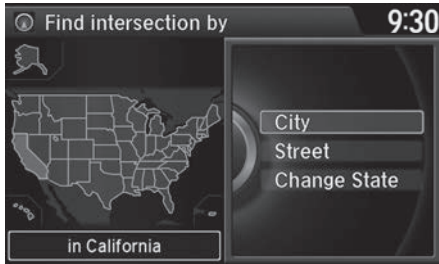 Find intersection by
9:30
City
Street
Change State
in California